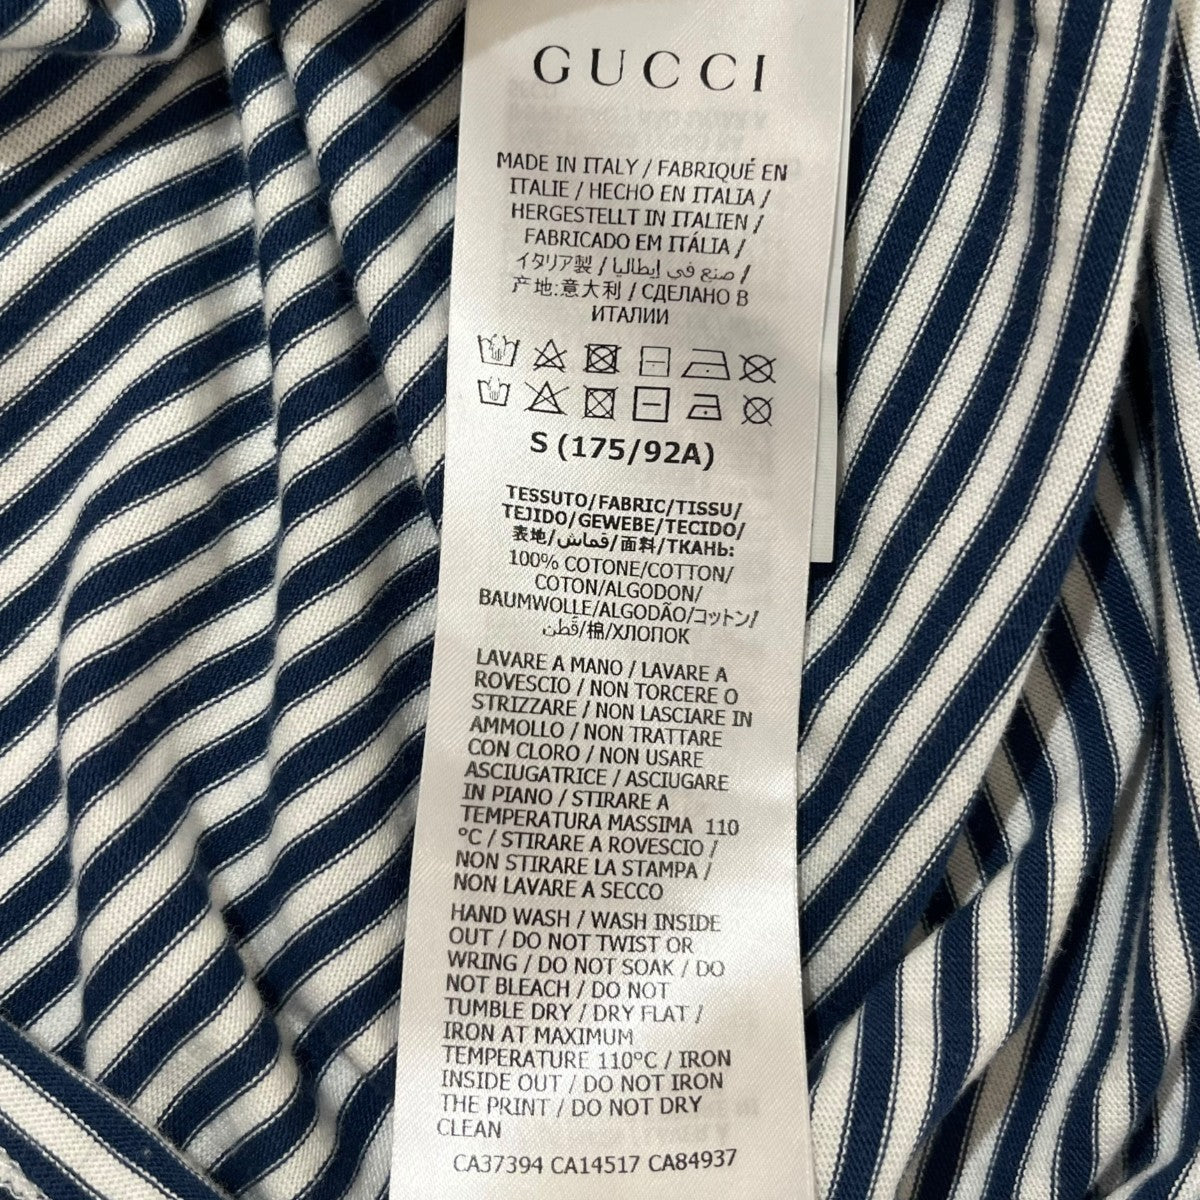 GUCCI
MADE IN ITALY / FABRIQUÉ EN
ITALIE / HECHO EN ITALIA /
HERGESTELLT IN ITALIEN /
FABRICADO EM ITÁLIA /
イタリア製 / صنع في إيطاليا /
产地:意大利 / СДЕЛАНО В
ИТАЛИИ
S (175/92A)
TESSUTO/FABRIC/TISSU/
TEJIDO/GEWEBE/TECIDO/
表地/قماش/面料/ТКАНЬ:
100% COTONE/COTTON/
COTON/ALGODON/
BAUMWOLLE/ALGODÃO/コットン/
قطن/棉/ХЛОПОК
LAVARE A MANO / LAVARE A
ROVESCIO / NON TORCERE O
STRIZZARE / NON LASCIARE IN
AMMOLLO / NON TRATTARE
CON CLORO / NON USARE
ASCIUGATRICE / ASCIUGARE
IN PIANO / STIRARE A
TEMPERATURA MASSIMA 110
°C / STIRARE A ROVESCIO /
NON STIRARE LA STAMPA /
NON LAVARE A SECCO
HAND WASH / WASH INSIDE
OUT / DO NOT TWIST OR
WRING / DO NOT SOAK / DO
NOT BLEACH / DO NOT
TUMBLE DRY / DRY FLAT /
IRON AT MAXIMUM
TEMPERATURE 110°C / IRON
INSIDE OUT / DO NOT IRON
THE PRINT / DO NOT DRY
CLEAN
CA37394 CA14517 CA84937